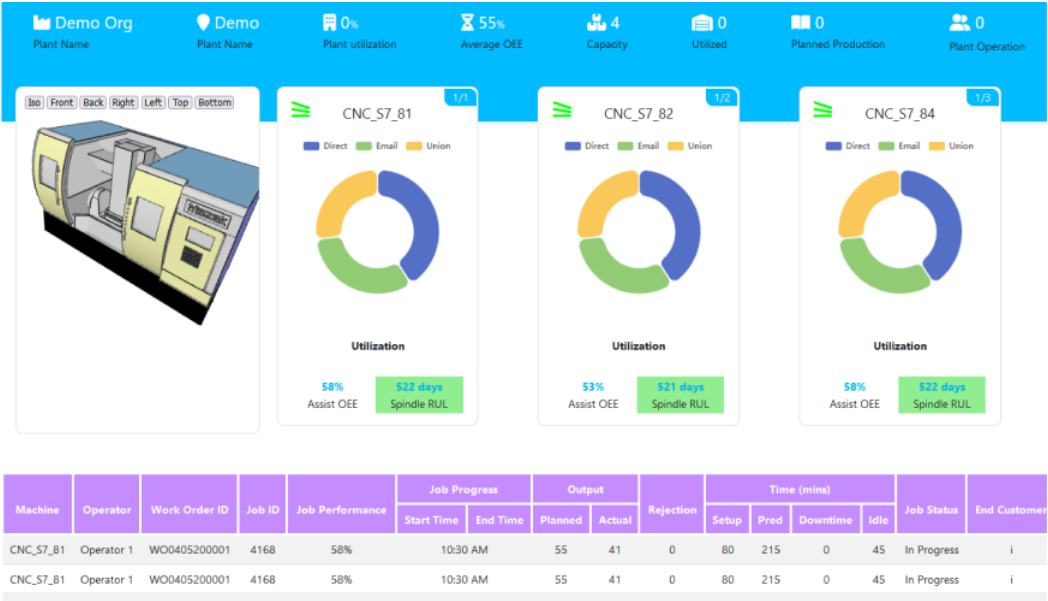 Demo Org
Plant Name
Demo
Plant Name
0%
Plant utilization
55%
Average OEE
4
Capacity
0
Utilized
0
Planned Production
0
Plant Operation
Iso Front Back Right Left Top Bottom
1/1
CNC_S7_81
Direct Email Union
Utilization
58%
Assist OEE
522 days
Spindle RUL
1/2
CNC_S7_82
Direct Email Union
Utilization
53%
Assist OEE
521 days
Spindle RUL
1/3
CNC_S7_84
Direct Email Union
Utilization
58%
Assist OEE
522 days
Spindle RUL
Machine Operator Work Order ID Job ID Job Performance Job Progress Output Rejection Time (mins) Job Status End Customer
Start Time End Time Planned Actual Setup Pred Downtime Idle
CNC_S7_81 Operator 1 WO0405200001 4168 58% 10:30 AM 55 41 0 80 215 0 45 In Progress i
CNC_S7_81 Operator 1 WO0405200001 4168 58% 10:30 AM 55 41 0 80 215 0 45 In Progress i